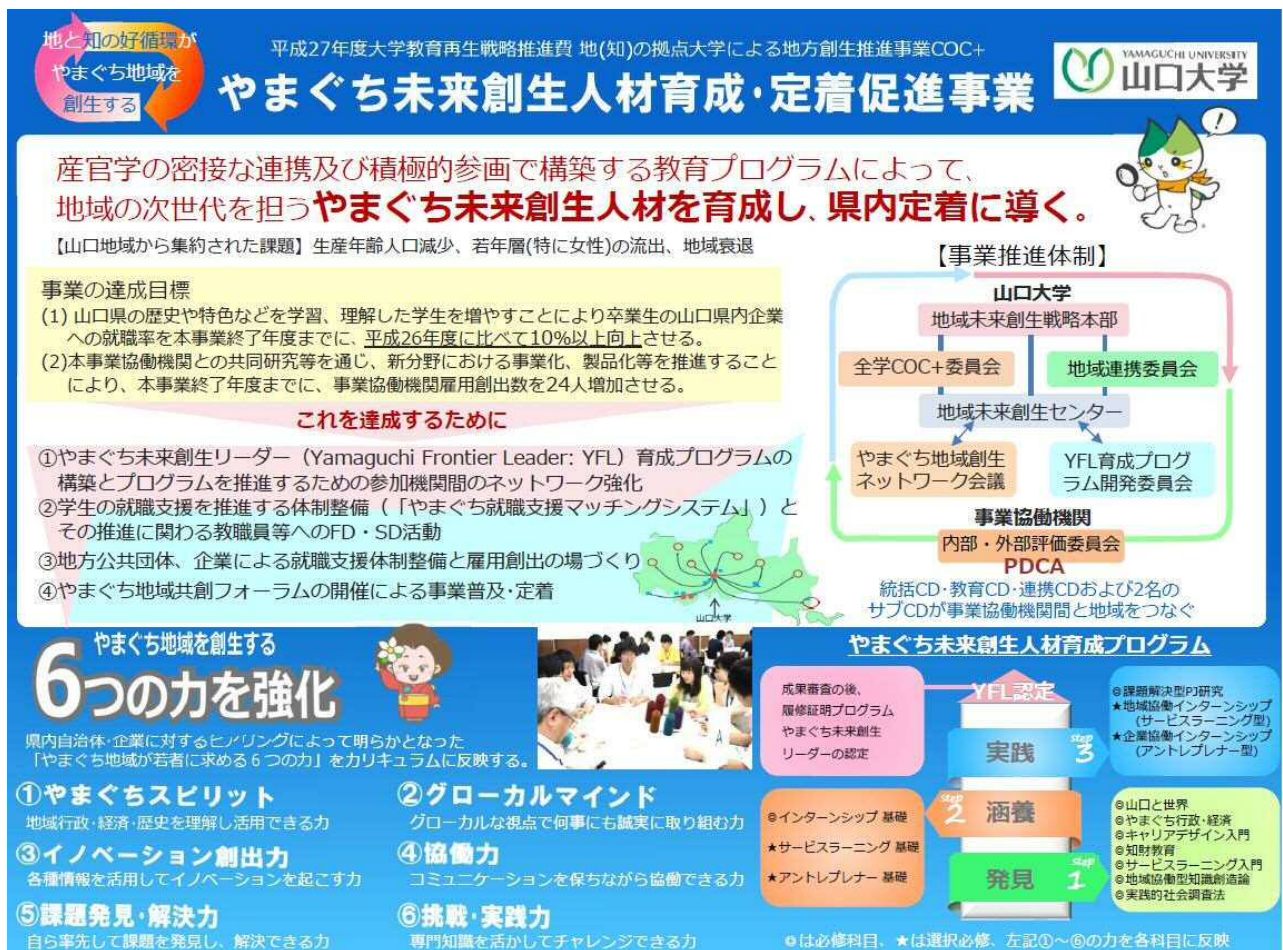 地と知の好循環が
やまぐち地域を
創生する
平成27年度大学教育再生戦略推進費 地(知)の拠点大学による地方創生推進事業COC+
やまぐち未来創生人材育成・定着促進事業
YAMAGUCHI UNIVERSITY
山口大学
!
産官学の密接な連携及び積極的参画で構築する教育プログラムによって、
地域の次世代を担うやまぐち未来創生人材を育成し、県内定着に導く。
【山口地域から集約された課題】生産年齢人口減少、若年層(特に女性)の流出、地域衰退
事業の達成目標
(1) 山口県の歴史や特色などを学習、理解した学生を増やすことにより卒業生の山口県内企業
への就職率を本事業終了年度までに、平成26年度に比べて10%以上向上させる。
(2)本事業協働機関との共同研究等を通じ、新分野における事業化、製品化等を推進すること
により、本事業終了年度までに、事業協働機関雇用創出数を24人増加させる。
これを達成するために
①やまぐち未来創生リーダー（Yamaguchi Frontier Leader: YFL）育成プログラムの
構築とプログラムを推進するための参加機関間のネットワーク強化
②学生の就職支援を推進する体制整備（「やまぐち就職支援マッチングシステム」）と
その推進に関わる教職員等へのFD・SD活動
③地方公共団体、企業による就職支援体制整備と雇用創出の場づくり
④やまぐち地域共創フォーラムの開催による事業普及・定着
山口大学
【事業推進体制】
山口大学
地域未来創生戦略本部
全学COC+委員会
地域連携委員会
地域未来創生センター
やまぐち地域創生
ネットワーク会議
YFL育成プログ
ラム開発委員会
事業協働機関
内部・外部評価委員会
PDCA
統括CD・教育CD・連携CDおよび2名の
サブCDが事業協働機関間と地域をつなぐ
やまぐち地域を創生する
6つの力を強化
県内自治体・企業に対するヒアリングによって明らかとなった
「やまぐち地域が若者に求める６つの力」をカリキュラムに反映する。
①やまぐちスピリット
地域行政・経済・歴史を理解し活用できる力
②グローカルマインド
グローカルな視点で何事にも誠実に取り組む力
③イノベーション創出力
各種情報を活用してイノベーションを起こす力
④協働力
コミュニケーションを保ちながら協働できる力
⑤課題発見・解決力
自ら率先して課題を発見し、解決できる力
⑥挑戦・実践力
専門知識を活かしてチャレンジできる力
やまぐち未来創生人材育成プログラム
成果審査の後、
履修証明プログラム
やまぐち未来創生
リーダーの認定
YFL認定
実践
step
3
◎課題解決型PJ研究
★地域協働インターンシップ
(サービスラーニング型)
★企業協働インターンシップ
(アントレプレナー型)
◎インターンシップ 基礎
★サービスラーニング 基礎
★アントレプレナー 基礎
step
2
涵養
発見
step
1
◎山口と世界
◎やまぐち行政・経済
◎キャリアデザイン入門
◎知財教育
◎サービスラーニング入門
◎地域協働型知識創造論
◎実践的社会調査法
◎は必修科目、★は選択必修、左記①～⑥の力を各科目に反映